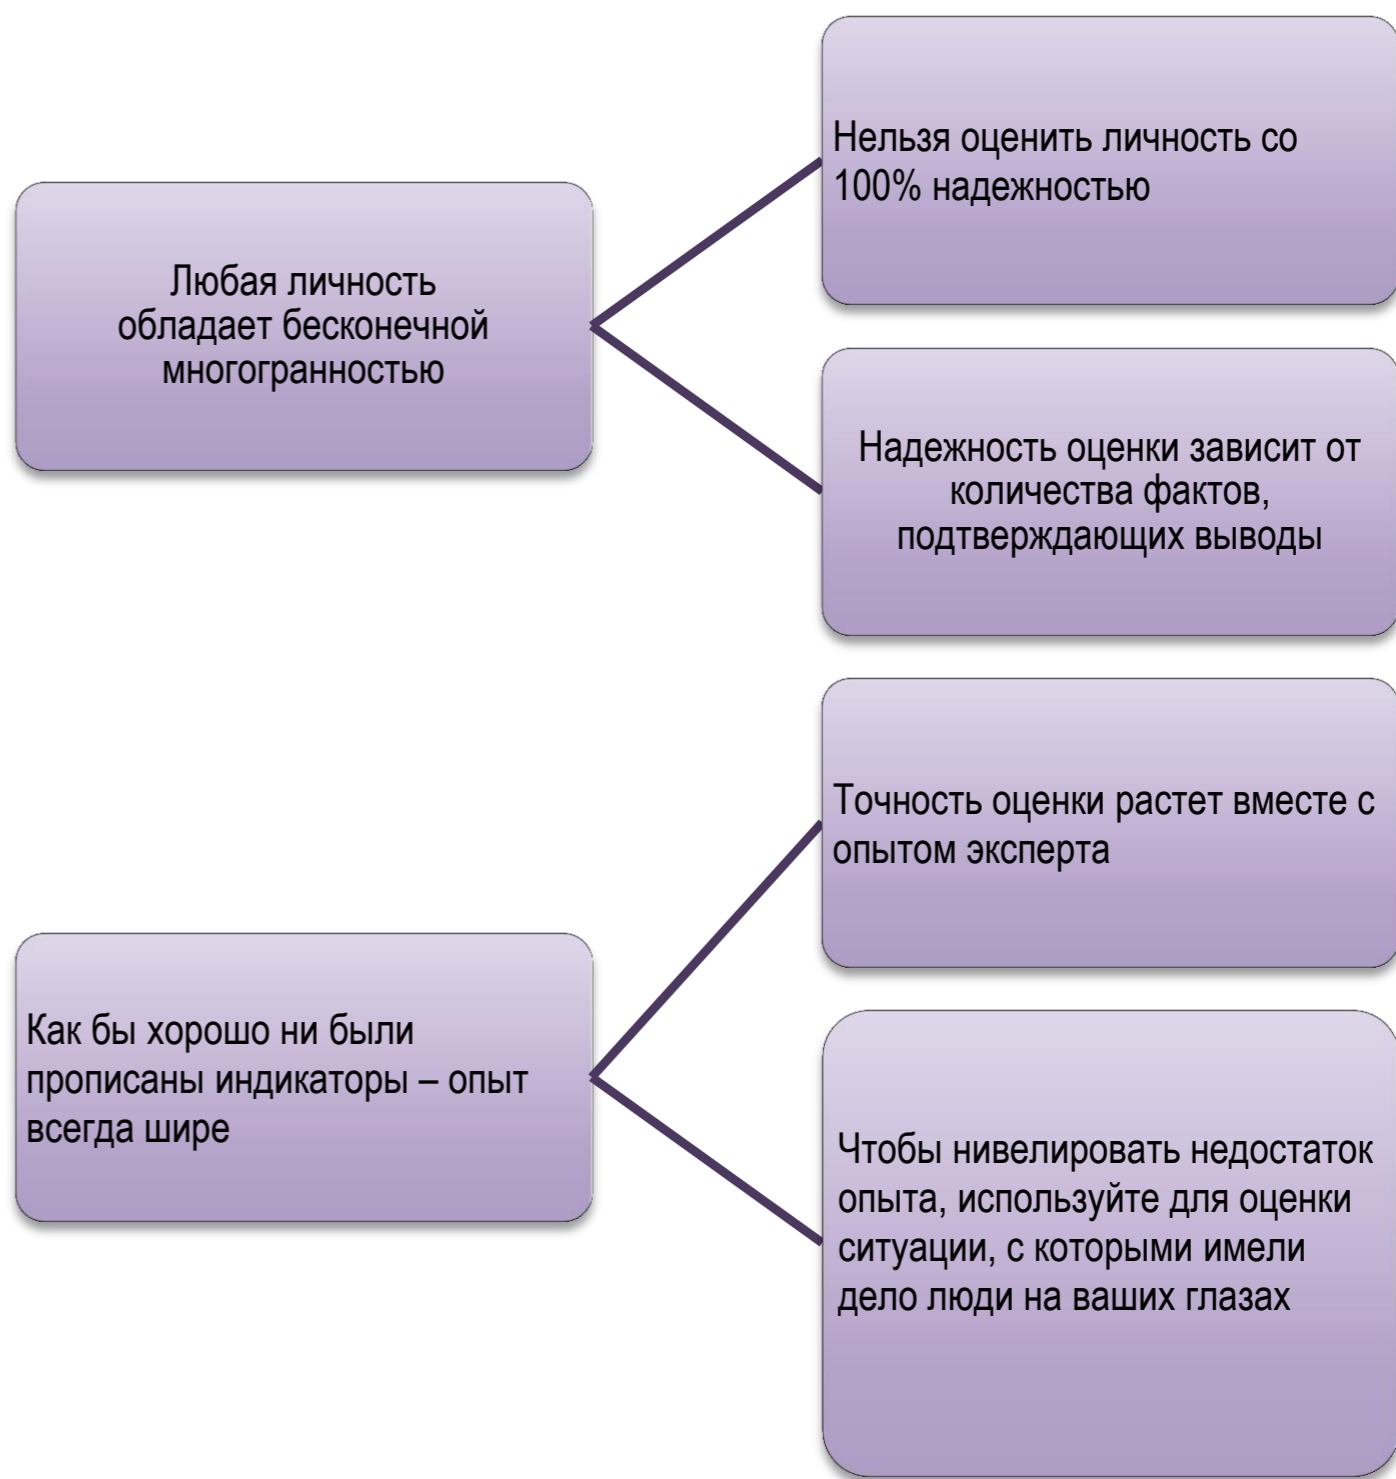 Любая личность
обладает бесконечной
многогранностью
Нельзя оценить личность со
100% надежностью
Надежность оценки зависит от
количества фактов,
подтверждающих выводы
Как бы хорошо ни были
прописаны индикаторы – опыт
всегда шире
Точность оценки растет вместе с
опытом эксперта
Чтобы нивелировать недостаток
опыта, используйте для оценки
ситуации, с которыми имели
дело люди на ваших глазах